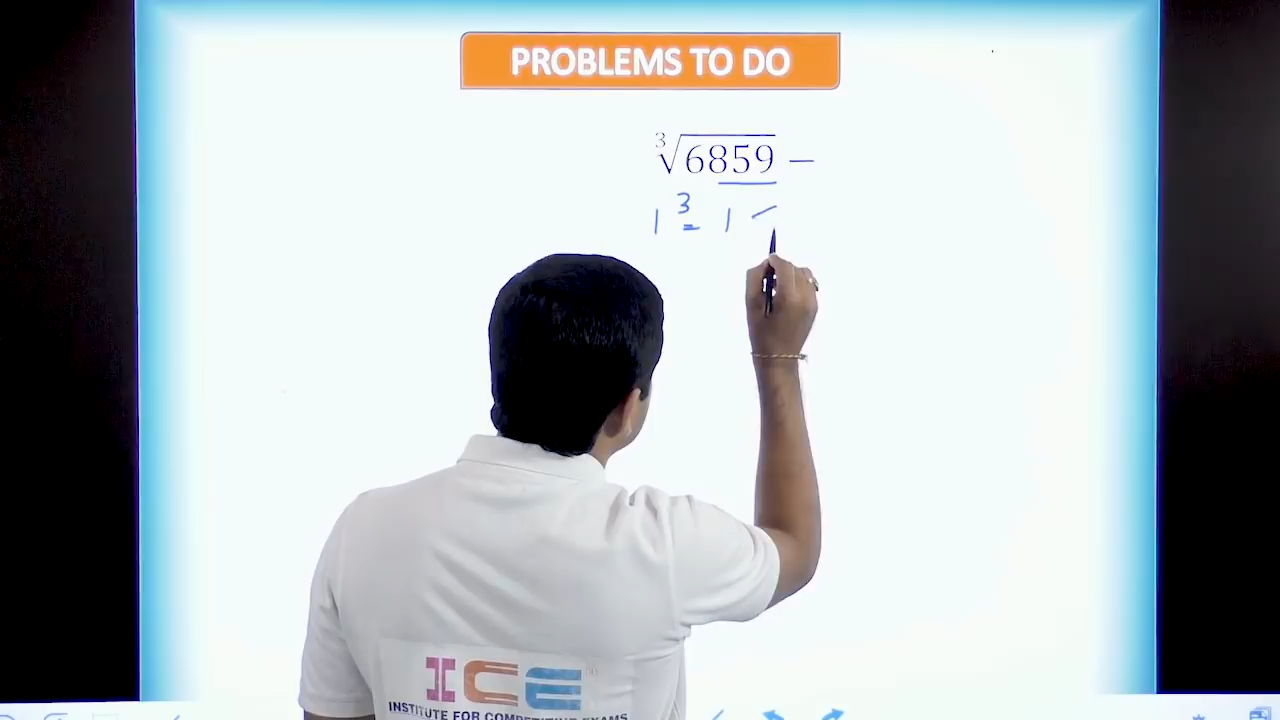 PROBLEMS TO DO
∛6859 –
1³ = 1
ICE
INSTITUTE FOR COMPETITIVE EXAMS